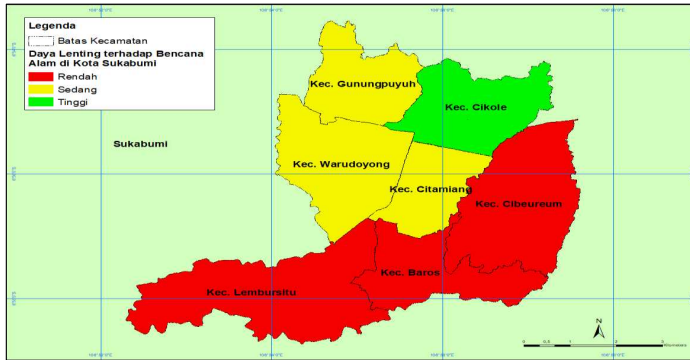 Legenda
Batas Kecamatan
Daya Lenting terhadap Bencana
Alam di Kota Sukabumi
Rendah
Sedang
Tinggi
Kec. Gunungpuyuh
Kec. Cikole
Sukabumi
Kec. Warudoyong
Kec. Citamiang
Kec. Cibeureum
Kec. Baros
Kec. Lembursitu
N